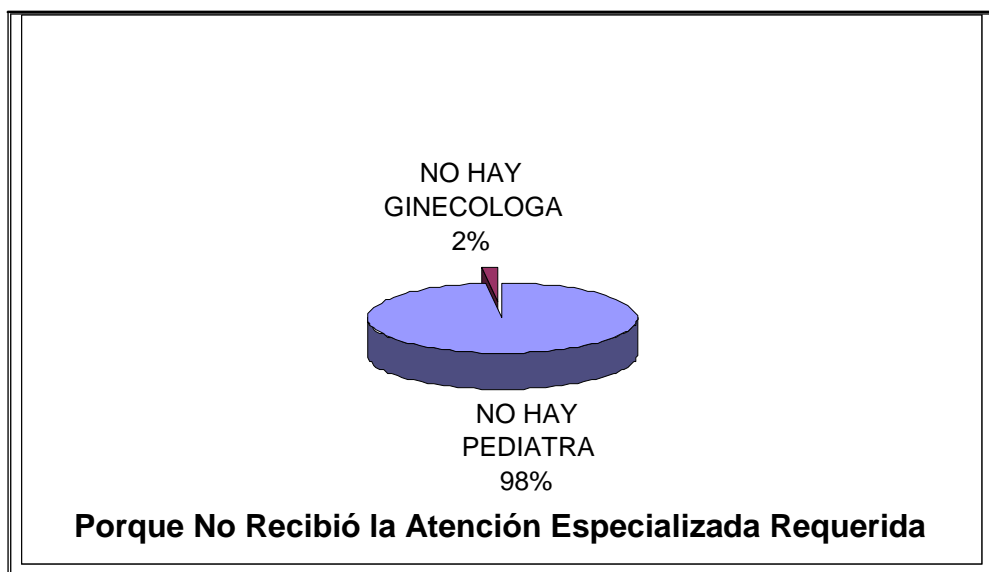 NO HAY
GINECOLOGA
2%
NO HAY
PEDIATRA
98%
Porque No Recibió la Atención Especializada Requerida